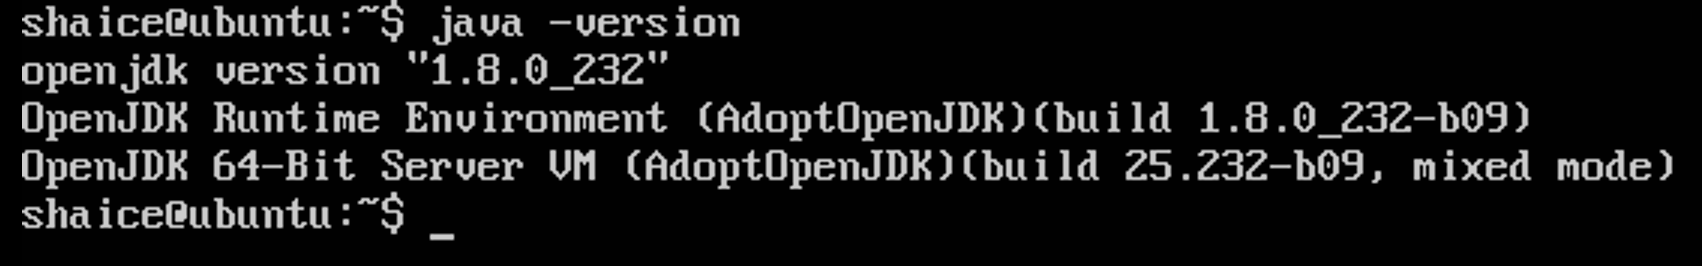 shaice@ubuntu:~$ java -version
openjdk version "1.8.0_232"
OpenJDK Runtime Environment (AdoptOpenJDK)(build 1.8.0_232-b09)
OpenJDK 64-Bit Server VM (AdoptOpenJDK)(build 25.232-b09, mixed mode)
shaice@ubuntu:~$ _